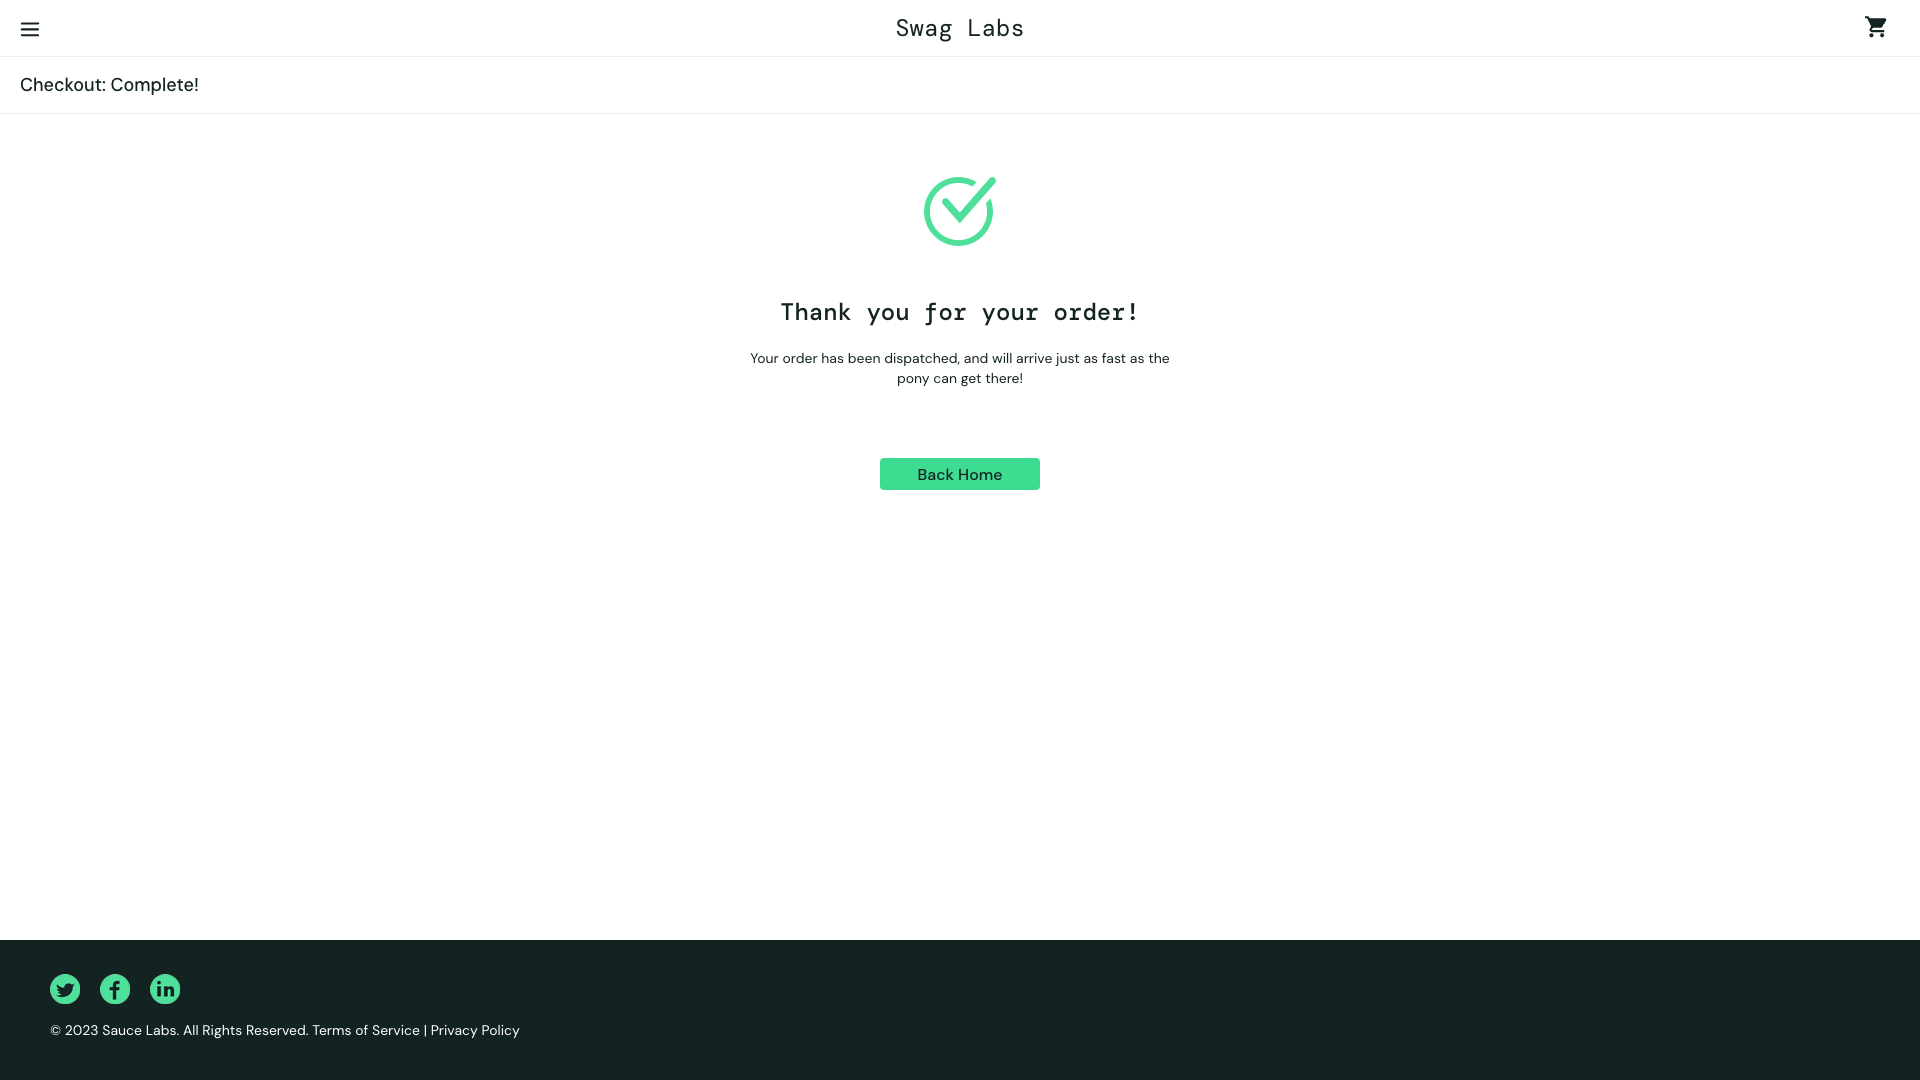 Swag Labs
Checkout: Complete!
Thank you for your order!
Your order has been dispatched, and will arrive just as fast as the
pony can get there!
Back Home
© 2023 Sauce Labs. All Rights Reserved. Terms of Service | Privacy Policy